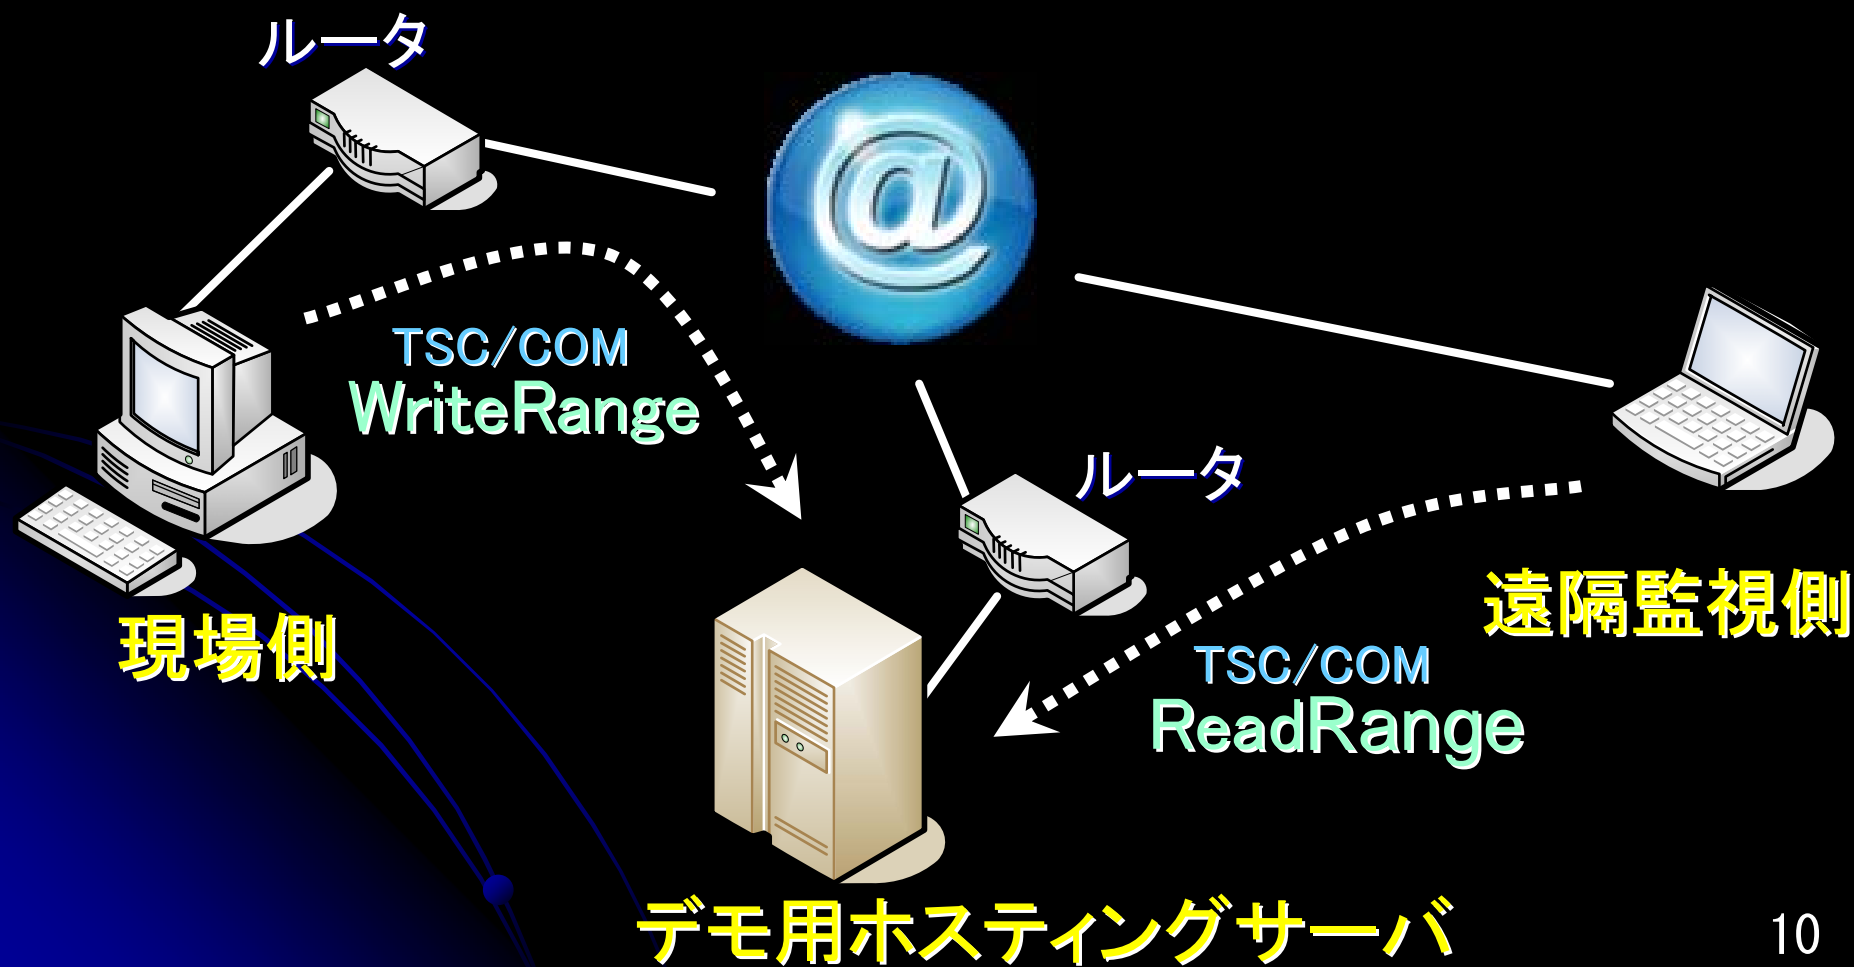 ルータ
@
TSC/COM
WriteRange
ルータ
現場側
遠隔監視側
TSC/COM
ReadRange
デモ用ホスティングサーバ
10